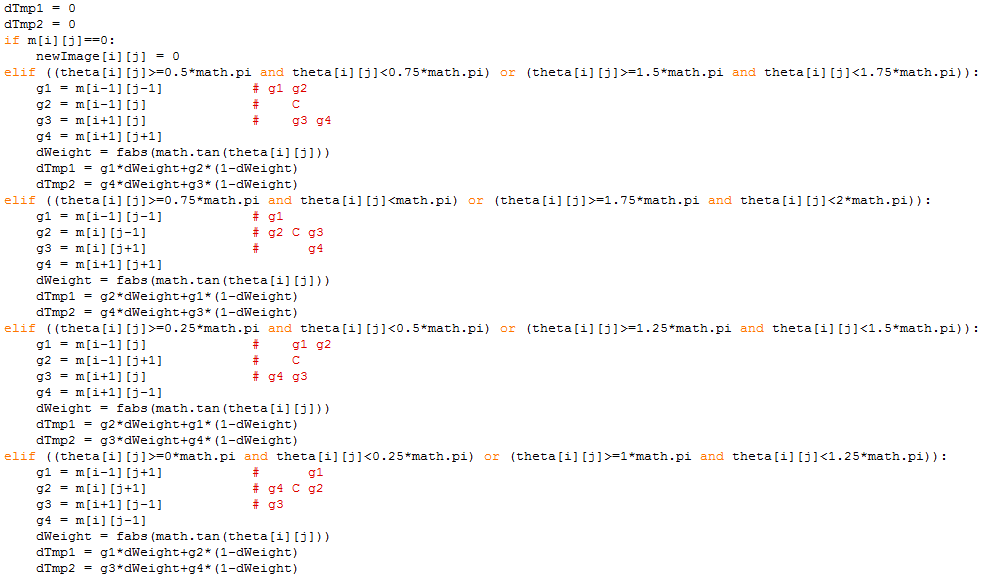 dTmp1 = 0
dTmp2 = 0
if m[i][j]==0:
    newImage[i][j] = 0
elif ((theta[i][j]>=0.5*math.pi and theta[i][j]<0.75*math.pi) or (theta[i][j]>=1.5*math.pi and theta[i][j]<1.75*math.pi)):
    g1 = m[i-1][j-1]           # g1 g2
    g2 = m[i-1][j]             #    C
    g3 = m[i+1][j]             #    g3 g4
    g4 = m[i+1][j+1]
    dWeight = fabs(math.tan(theta[i][j]))
    dTmp1 = g1*dWeight+g2*(1-dWeight)
    dTmp2 = g4*dWeight+g3*(1-dWeight)
elif ((theta[i][j]>=0.75*math.pi and theta[i][j]<math.pi) or (theta[i][j]>=1.75*math.pi and theta[i][j]<2*math.pi)):
    g1 = m[i-1][j-1]           # g1
    g2 = m[i][j-1]             # g2 C g3
    g3 = m[i][j+1]             #      g4
    g4 = m[i+1][j+1]
    dWeight = fabs(math.tan(theta[i][j]))
    dTmp1 = g2*dWeight+g1*(1-dWeight)
    dTmp2 = g4*dWeight+g3*(1-dWeight)
elif ((theta[i][j]>=0.25*math.pi and theta[i][j]<0.5*math.pi) or (theta[i][j]>=1.25*math.pi and theta[i][j]<1.5*math.pi)):
    g1 = m[i-1][j]             #    g1 g2
    g2 = m[i-1][j+1]           #    C
    g3 = m[i+1][j]             # g4 g3
    g4 = m[i+1][j-1]
    dWeight = fabs(math.tan(theta[i][j]))
    dTmp1 = g2*dWeight+g1*(1-dWeight)
    dTmp2 = g3*dWeight+g4*(1-dWeight)
elif ((theta[i][j]>=0*math.pi and theta[i][j]<0.25*math.pi) or (theta[i][j]>=1*math.pi and theta[i][j]<1.25*math.pi)):
    g1 = m[i-1][j+1]           #      g1
    g2 = m[i][j+1]             # g4 C g2
    g3 = m[i+1][j-1]           # g3
    g4 = m[i][j-1]
    dWeight = fabs(math.tan(theta[i][j]))
    dTmp1 = g1*dWeight+g2*(1-dWeight)
    dTmp2 = g3*dWeight+g4*(1-dWeight)